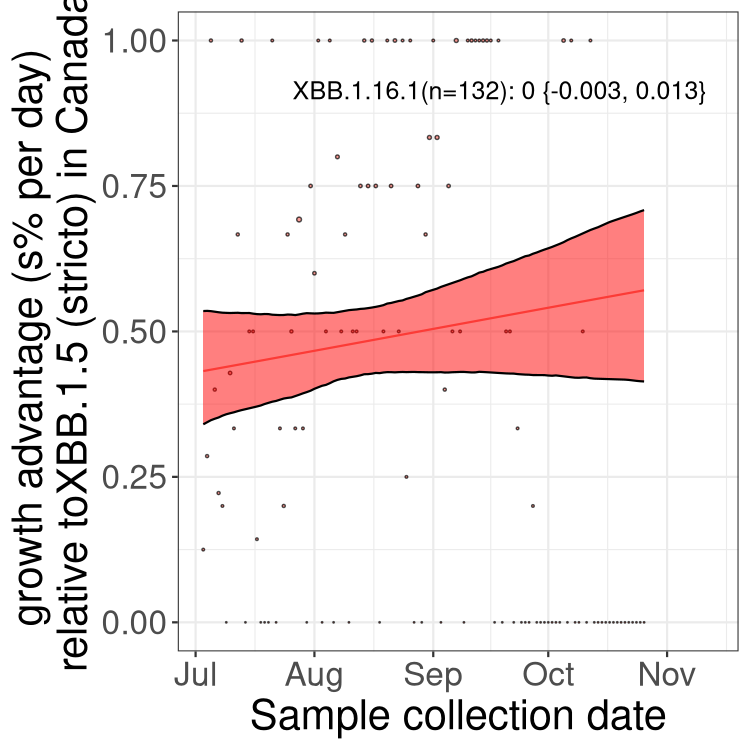 growth advantage (s% per day)
relative toXBB.1.5 (stricto) in Canada
1.00
0.75
0.50
0.25
0.00
XBB.1.16.1(n=132): 0 {-0.003, 0.013}
Jul Aug Sep Oct Nov
Sample collection date